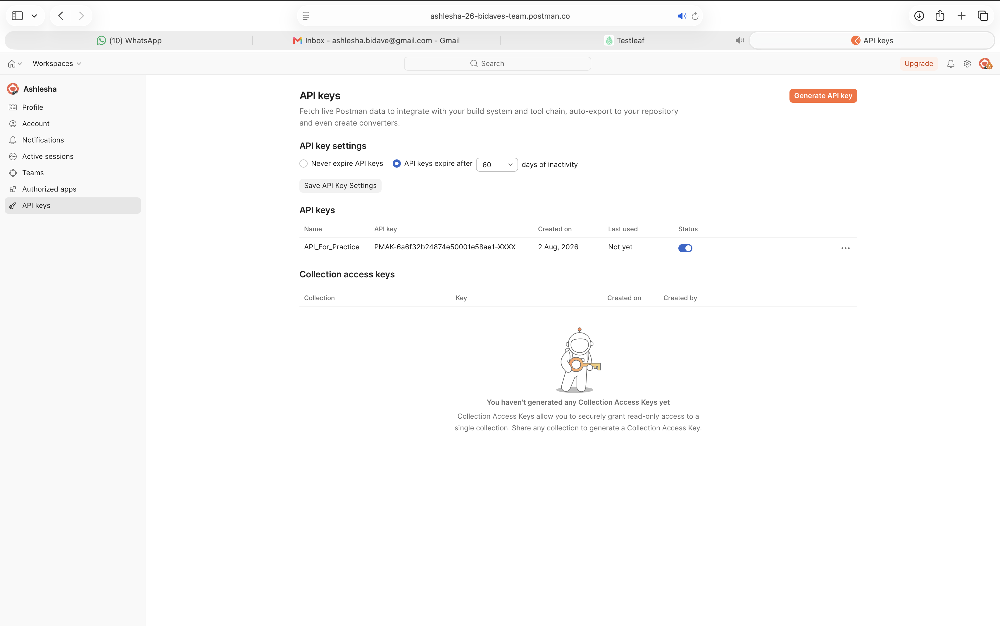 ashlesha-26-bidaves-team.postman.co
(10) WhatsApp
Inbox - ashlesha.bidave@gmail.com - Gmail
Testleaf
API keys
Workspaces
Search
Upgrade
Ashlesha
Profile
Account
Notifications
Active sessions
Teams
Authorized apps
API keys
API keys
Generate API key
Fetch live Postman data to integrate with your build system and tool chain, auto-export to your repository
and even create converters.
API key settings
Never expire API keys API keys expire after 60 days of inactivity
Save API Key Settings
API keys
Name API key Created on Last used Status
API_For_Practice PMAK-6a6f32b24874e50001e58ae1-XXXX 2 Aug, 2026 Not yet
Collection access keys
Collection Key Created on Created by
You haven't generated any Collection Access Keys yet
Collection Access Keys allow you to securely grant read-only access to a
single collection. Share any collection to generate a Collection Access Key.